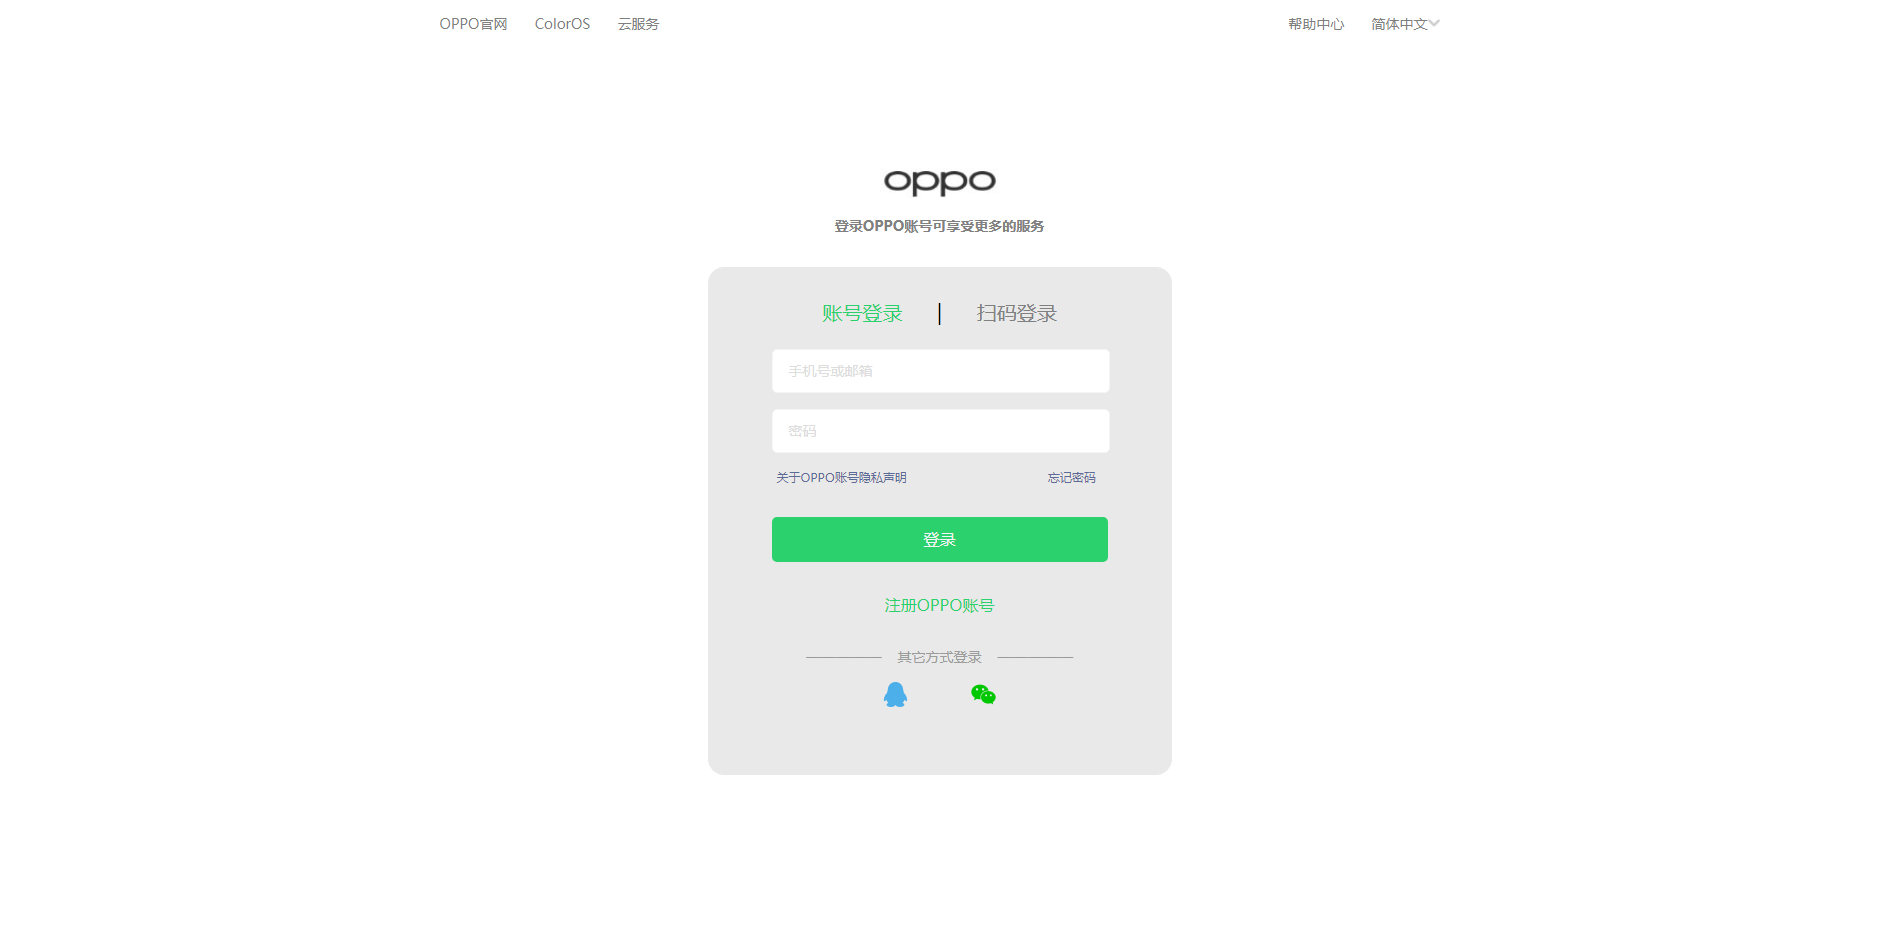 OPPO官网 ColorOS 云服务 帮助中心 简体中文
oppo
登录OPPO账号可享受更多的服务
账号登录 | 扫码登录
手机号或邮箱
密码
关于OPPO账号隐私声明 忘记密码
登录
注册OPPO账号
其它方式登录